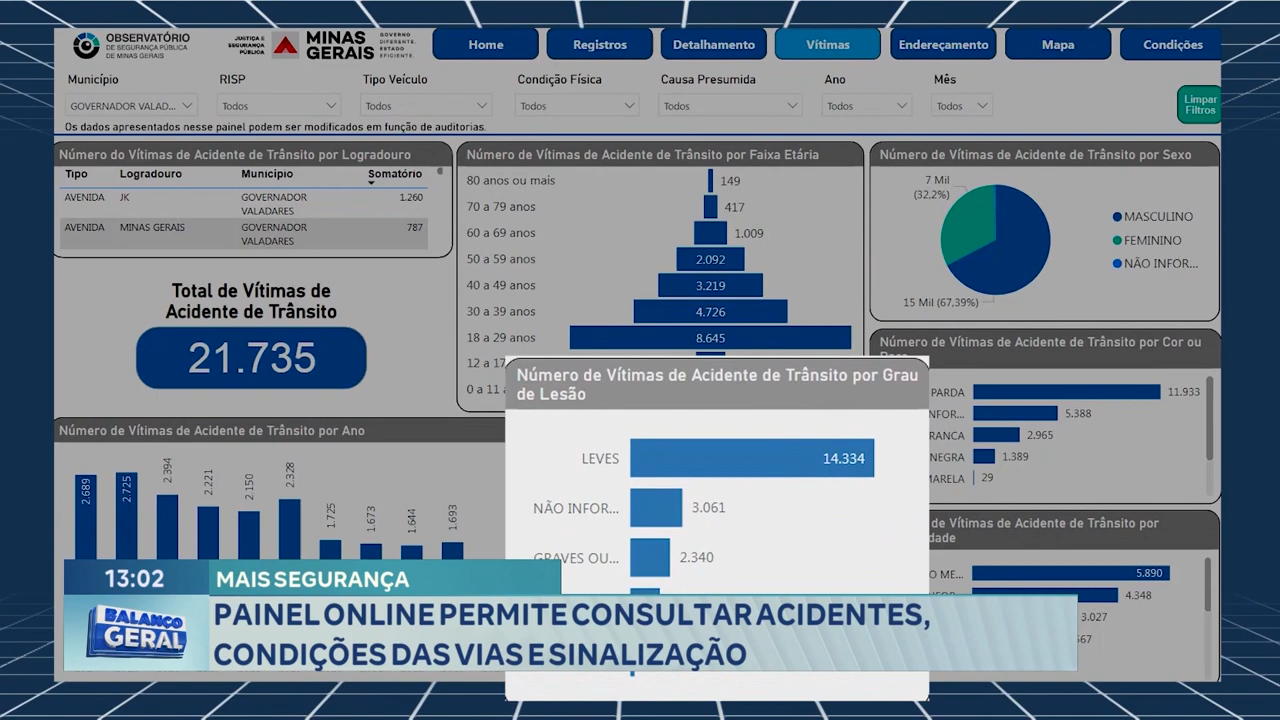 OBSERVATÓRIO
DE SEGURANÇA PÚBLICA
DE MINAS GERAIS
JUSTIÇA E
SEGURANÇA
PÚBLICA
MINAS
GERAIS
GOVERNO
DIFERENTE.
ESTADO
EFICIENTE.
Home
Registros
Detalhamento
Vítimas
Endereçamento
Mapa
Condições
Município
RISP
Tipo Veículo
Condição Física
Causa Presumida
Ano
Mês
GOVERNADOR VALAD...
Todos
Todos
Todos
Todos
Todos
Todos
Limpar
Filtros
Os dados apresentados nesse painel podem ser modificados em função de auditorias.
Número do Vítimas de Acidente de Trânsito por Logradouro
Tipo Logradouro Município Somatório
AVENIDA JK GOVERNADOR VALADARES 1.260
AVENIDA MINAS GERAIS GOVERNADOR VALADARES 787
Total de Vítimas de
Acidente de Trânsito
21.735
Número de Vítimas de Acidente de Trânsito por Faixa Etária
80 anos ou mais 149
70 a 79 anos 417
60 a 69 anos 1.009
50 a 59 anos 2.092
40 a 49 anos 3.219
30 a 39 anos 4.726
18 a 29 anos 8.645
12 a 17
0 a 11
Número de Vítimas de Acidente de Trânsito por Sexo
7 Mil
(32,2%)
15 Mil (67,39%)
MASCULINO
FEMININO
NÃO INFOR...
Número de Vítimas de Acidente de Trânsito por Cor ou
PARDA 11.933
NFOR... 5.388
RANCA 2.965
NEGRA 1.389
MARELA 29
Número de Vítimas de Acidente de Trânsito por Ano
2.689
2.725
2.394
2.221
2.150
2.328
1.725
1.673
1.644
1.693
Número de Vítimas de Acidente de Trânsito por Grau
de Lesão
LEVES 14.334
NÃO INFOR... 3.061
GRAVES OU... 2.340
de Vítimas de Acidente de Trânsito por
dade
O ME... 5.890
4.348
3.027
567
13:02
MAIS SEGURANÇA
BALANÇO
GERAL
PAINEL ONLINE PERMITE CONSULTAR ACIDENTES,
CONDIÇÕES DAS VIAS E SINALIZAÇÃO